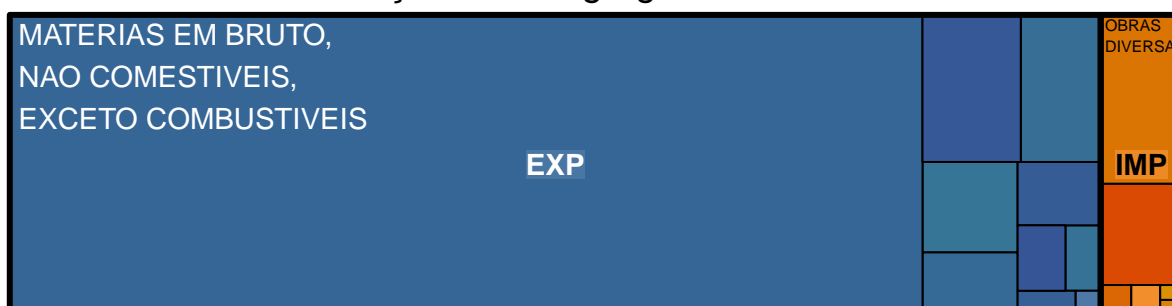 MATERIAS EM BRUTO,
NAO COMESTIVEIS,
EXCETO COMBUSTIVEIS
EXP
OBRAS
DIVERSA
IMP